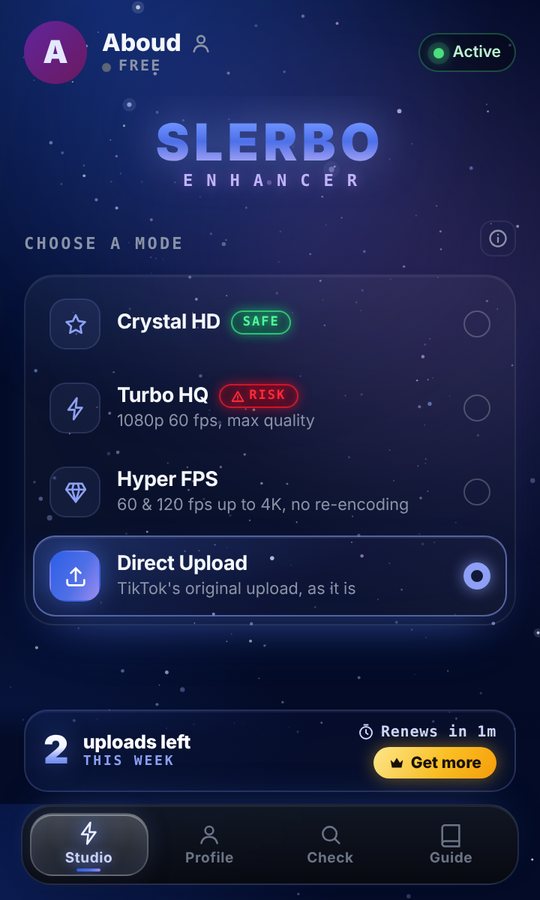 A
Aboud
FREE
Active
SLERBO
ENHANCER
CHOOSE A MODE
Crystal HD SAFE
Turbo HQ RISK
1080p 60 fps, max quality
Hyper FPS
60 & 120 fps up to 4K, no re-encoding
Direct Upload
TikTok's original upload, as it is
2 uploads left
THIS WEEK
Renews in 1m
Get more
Studio Profile Check Guide